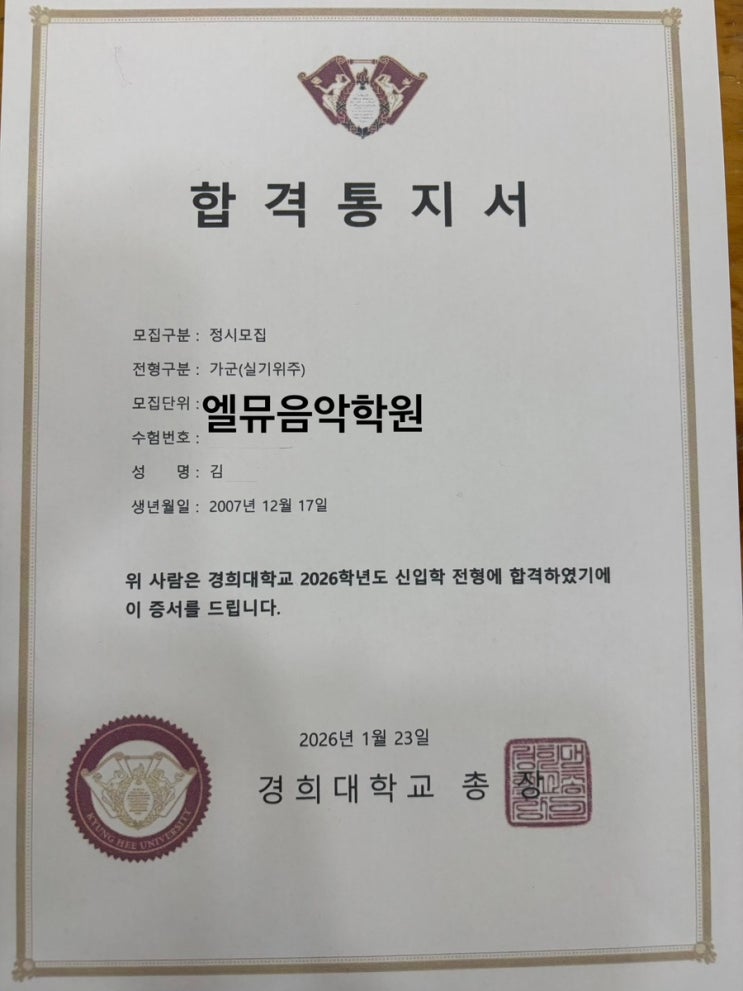 합격통지서
모집구분 : 정시모집
전형구분 : 가군(실기위주)
모집단위 :
엘뮤음악학원
수험번호 :
성 명 : 김
생년월일 : 2007년 12월 17일
위 사람은 경희대학교 2026학년도 신입학 전형에 합격하였기에
이 증서를 드립니다.
2026년 1월 23일
경희대학교 총장
KYUNG HEE UNIVERSITY